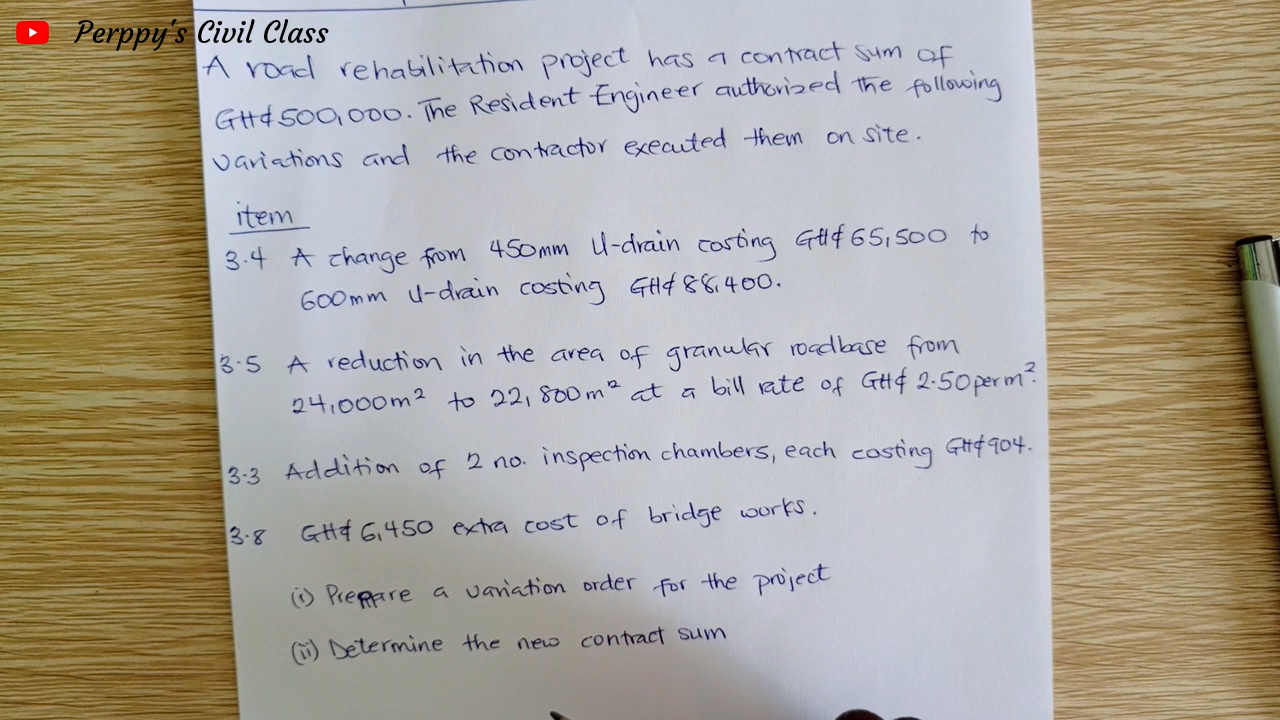 Perppy's Civil Class
A road rehabilitation project has a contract sum of
GH₵500,000. The Resident Engineer authorized the following
variations and the contractor executed them on site.
item
3.4 A change from 450mm U-drain costing GH₵65,500 to
600mm U-drain costing GH₵88,400.
3.5 A reduction in the area of granular roadbase from
24,000m² to 22,800m² at a bill rate of GH₵ 2.50 per m².
3.3 Addition of 2 no. inspection chambers, each costing GH₵904.
3.8 GH₵6,450 extra cost of bridge works.
(i) Prepare a variation order for the project
(ii) Determine the new contract sum